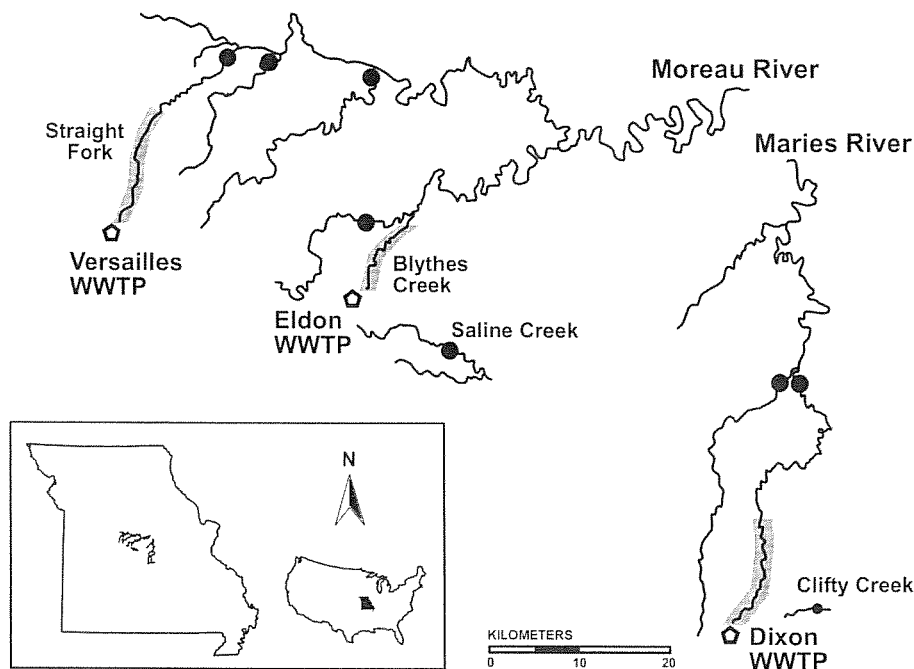 Moreau River
Maries River
Straight
Fork
Versailles
WWTP
Blythes
Creek
Eldon
WWTP
Saline Creek
N
Clifty Creek
KILOMETERS
0 10 20
Dixon
WWTP